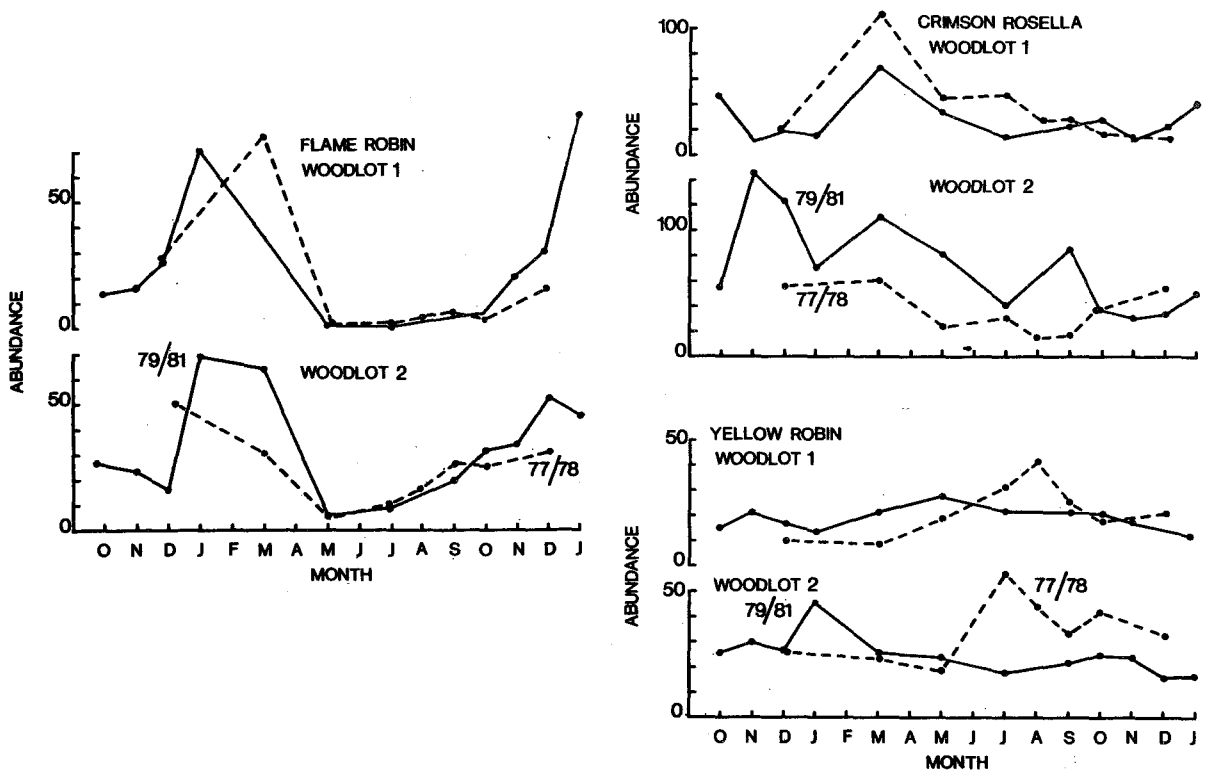 FLAME ROBIN
WOODLOT 1
50
0
ABUNDANCE
79/81
WOODLOT 2
50
77/78
0
O N D J F M A M J J A S O N D J
MONTH
CRIMSON ROSELLA
WOODLOT 1
100
0
ABUNDANCE
WOODLOT 2
79/81
100
77/78
0
YELLOW ROBIN
WOODLOT 1
50
0
ABUNDANCE
WOODLOT 2
79/81
77/78
50
0
O N D J F M A M J J A S O N D J
MONTH